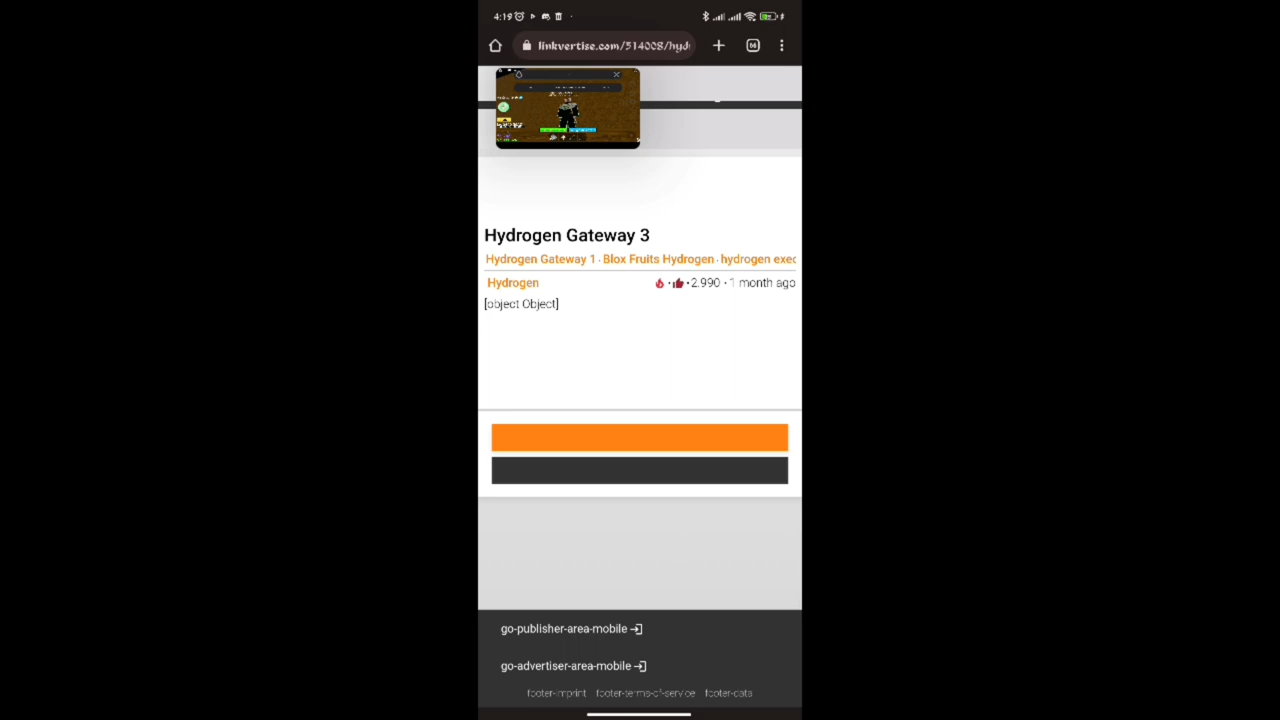 4:19
linkvertise.com/514008/hyd
66
Hydrogen Gateway 3
Hydrogen Gateway 1 · Blox Fruits Hydrogen · hydrogen exec
Hydrogen
· · 2.990 · 1 month ago
[object Object]
go-publisher-area-mobile
go-advertiser-area-mobile
footer-imprint footer-terms-of-service footer-data